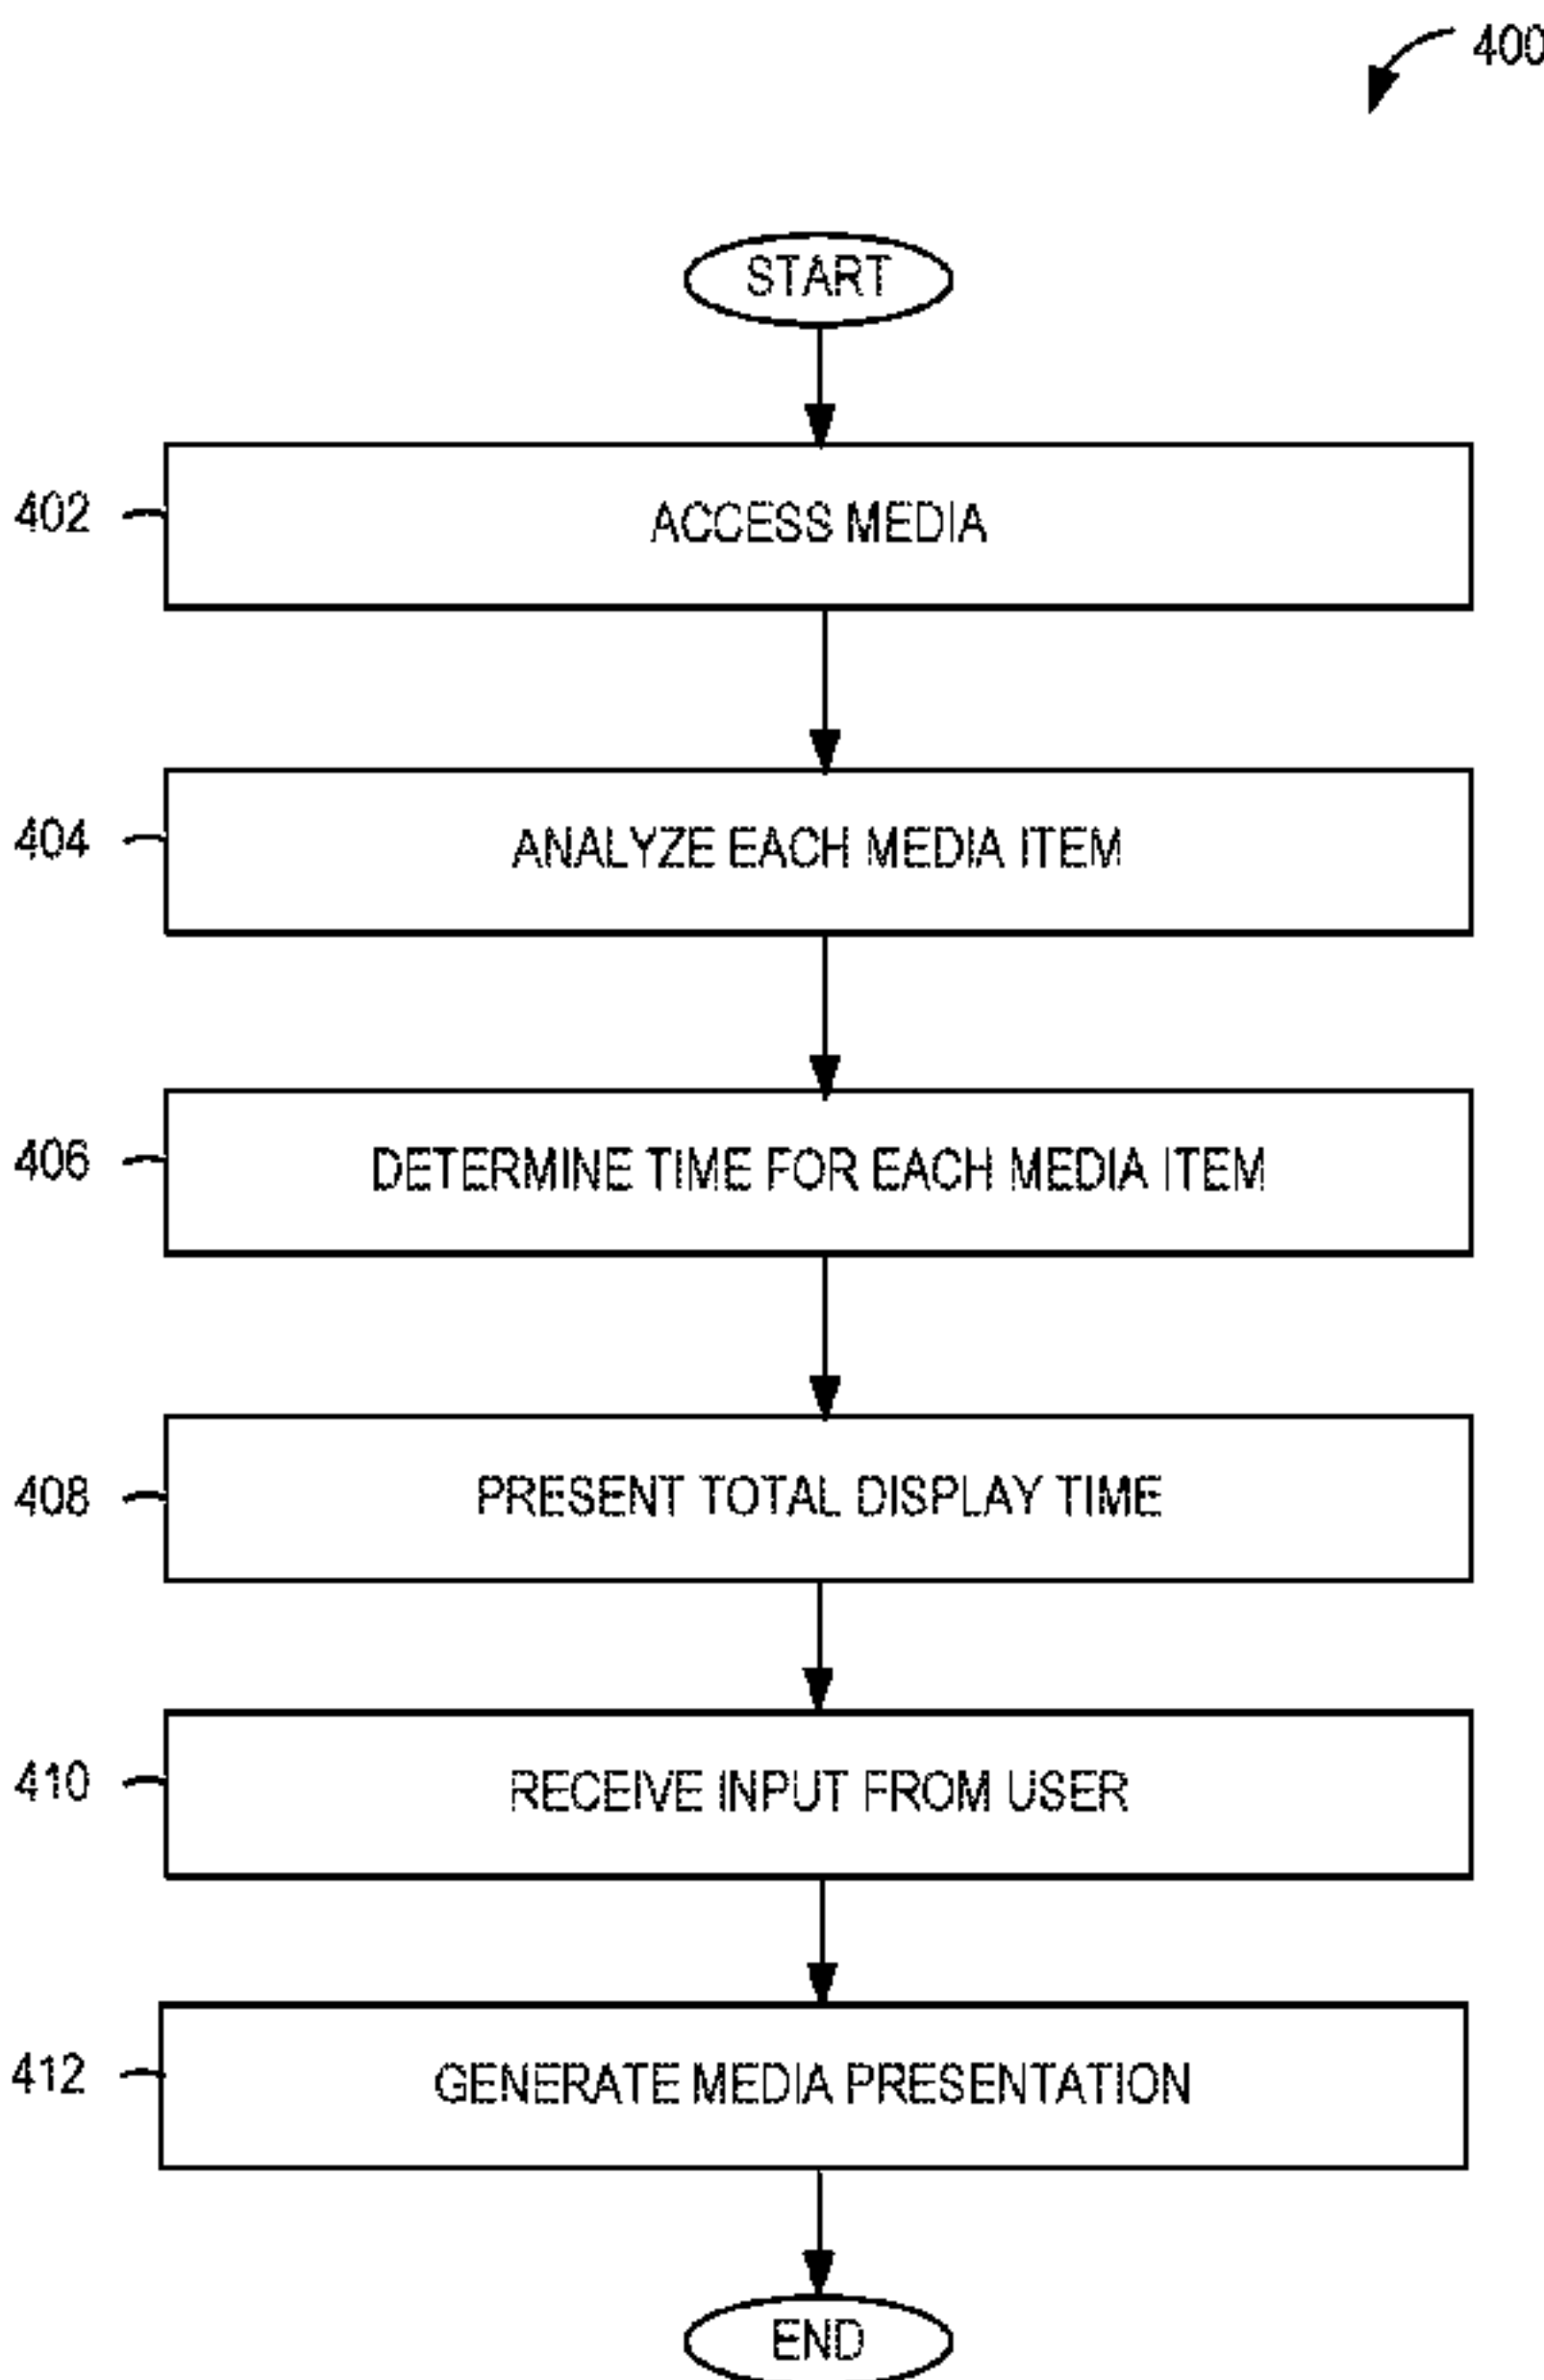 400
START
402 ACCESS MEDIA
404 ANALYZE EACH MEDIA ITEM
406 DETERMINE TIME FOR EACH MEDIA ITEM
408 PRESENT TOTAL DISPLAY TIME
410 RECEIVE INPUT FROM USER
412 GENERATE MEDIA PRESENTATION
END